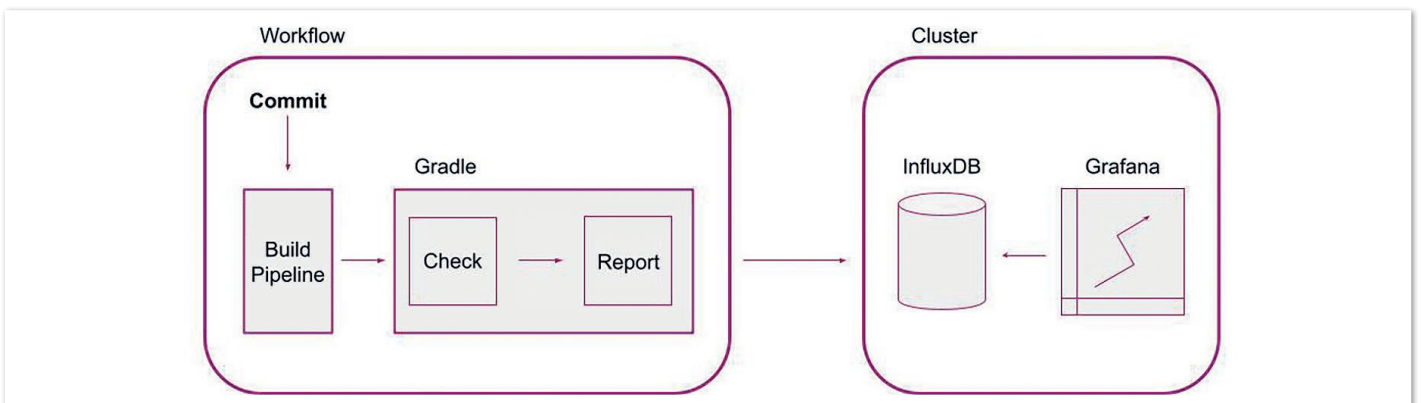 Workflow
Cluster
Commit
Gradle
InfluxDB
Grafana
Build
Pipeline
Check
Report